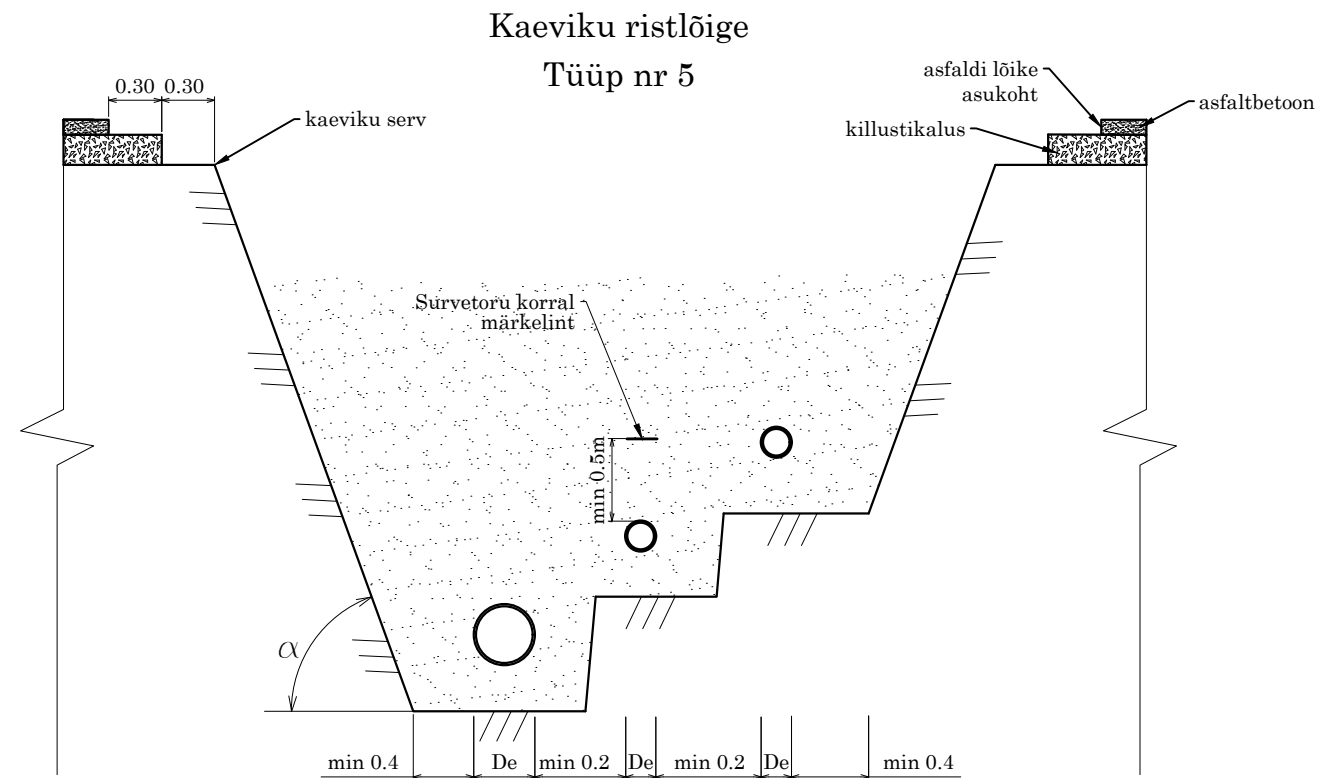 Kaeviku ristlõige
Tüüp nr 5
0.30 0.30
kaeviku serv
asfaldi lõike
asukoht
asfaltbetoon
killustikalus
Survetoru korral
märkelint
min 0.5m
α
min 0.4 De min 0.2 De min 0.2 De min 0.4